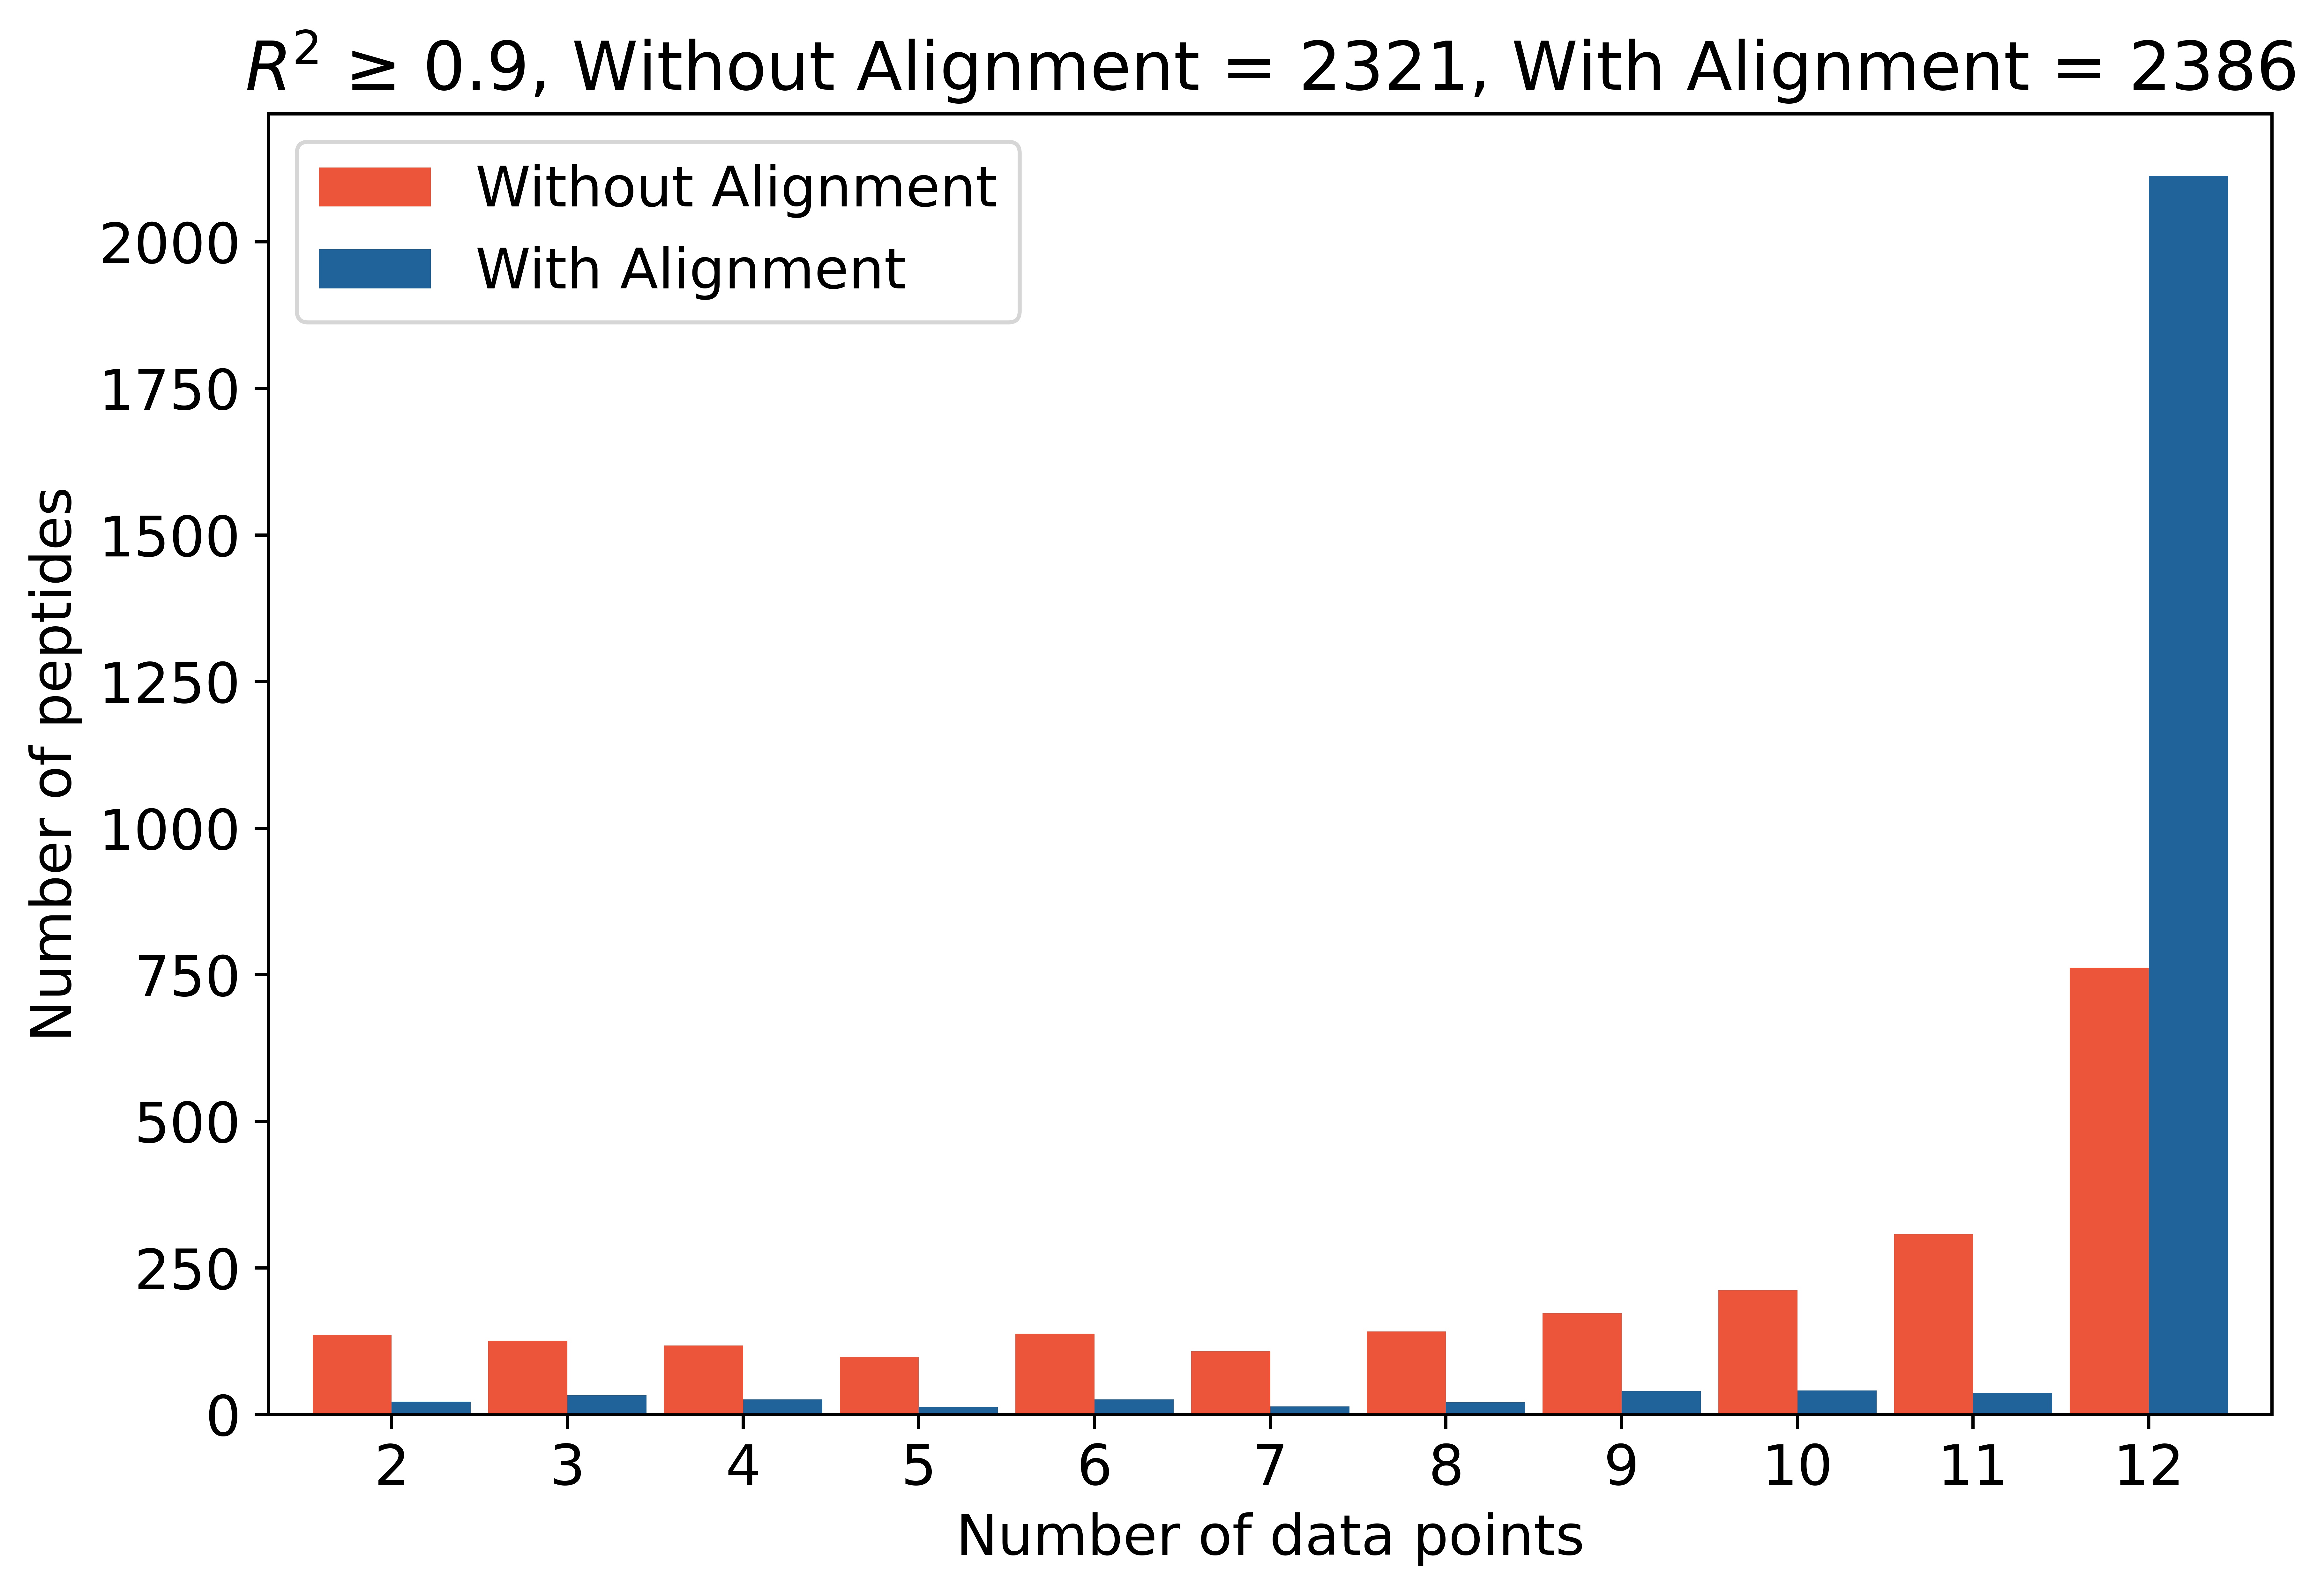 R² ≥ 0.9, Without Alignment = 2321, With Alignment = 2386
Without Alignment
With Alignment
2000
1750
1500
1250
1000
750
500
250
0
Number of peptides
2 3 4 5 6 7 8 9 10 11 12
Number of data points